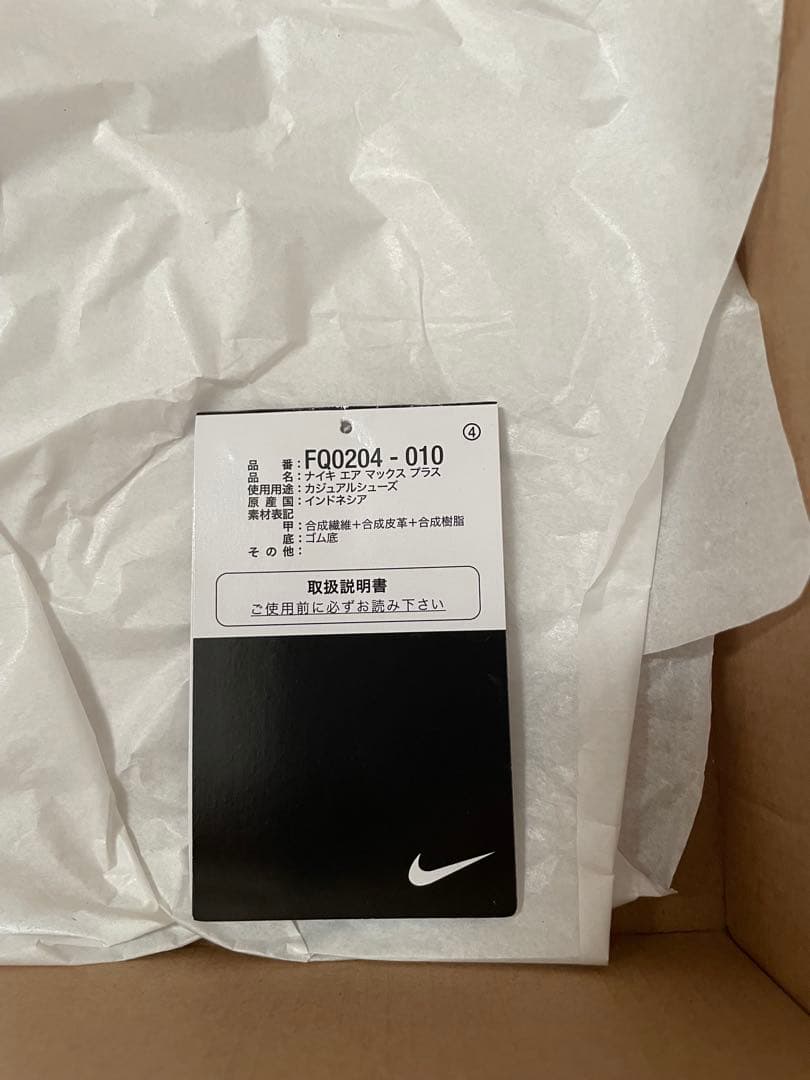 ④
品番：FQ0204 - 010
品名：ナイキ エア マックス プラス
使用用途：カジュアルシューズ
原産国：インドネシア
素材表記
甲：合成繊維＋合成皮革＋合成樹脂
底：ゴム底
その他：
取扱説明書
ご使用前に必ずお読み下さい